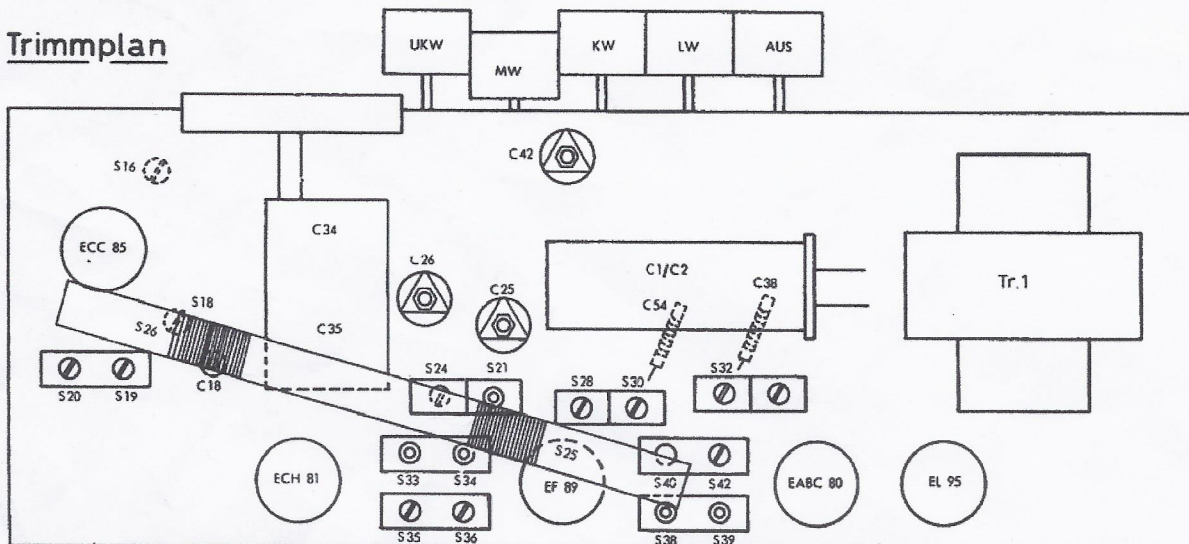 Trimmplan
UKW
MW
KW
LW
AUS
C42
S16
ECC 85
C34
C26
C1/C2
C54
C38
Tr.1
S18
S26
C35
C25
C18
S20
S19
S24
S21
S28
S30
S32
S33
S34
S25
S40
S42
ECH 81
EF 89
EABC 80
EL 95
S35
S36
S38
S39